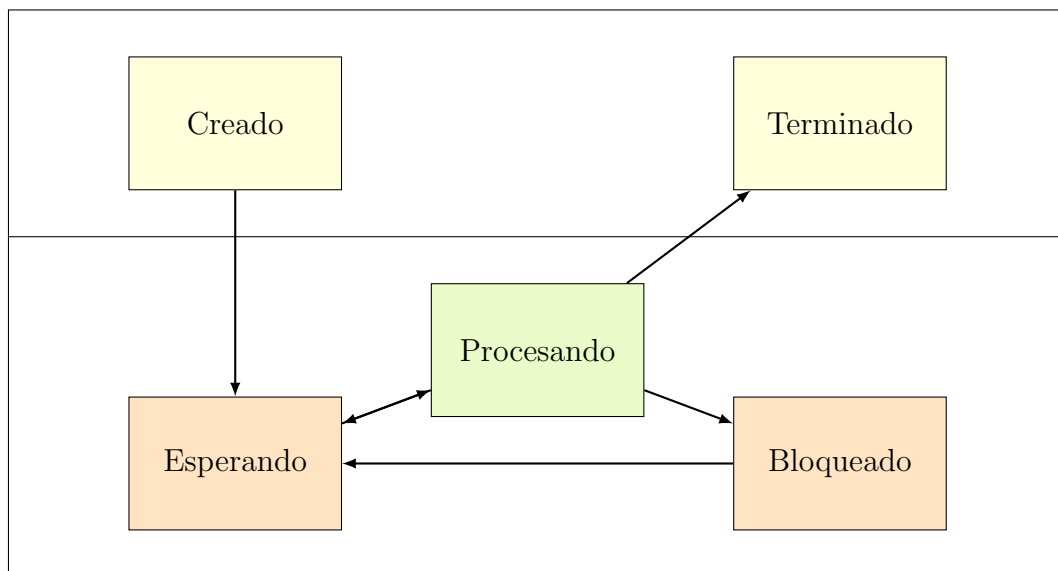 Creado
Terminado
Procesando
Esperando
Bloqueado